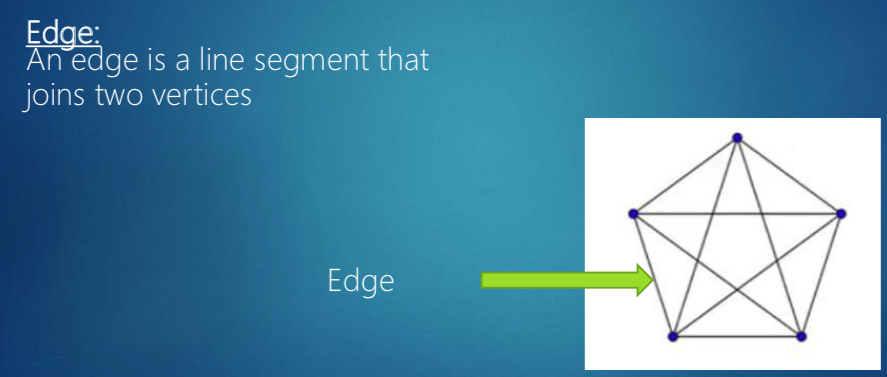 Edge:
An edge is a line segment that
joins two vertices
Edge